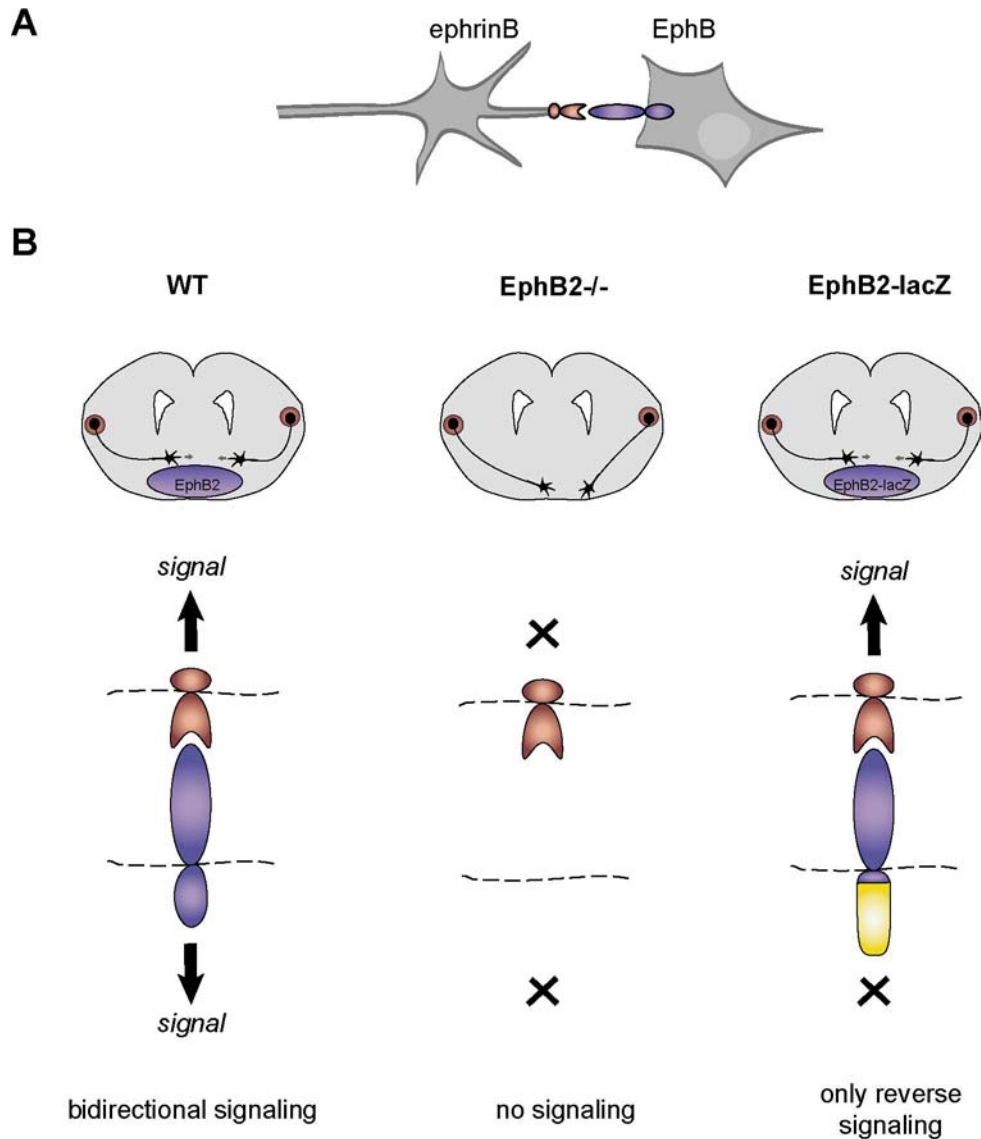 A
ephrinB EphB
B
WT EphB2-/- EphB2-lacZ
EphB2 EphB2-lacZ
signal signal
signal
bidirectional signaling no signaling only reverse
signaling